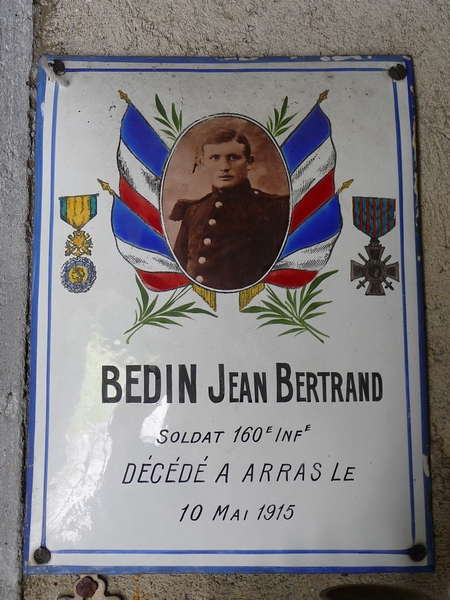 BEDIN JEAN BERTRAND
SOLDAT 160E INFE
DÉCÉDÉ A ARRAS LE
10 MAI 1915